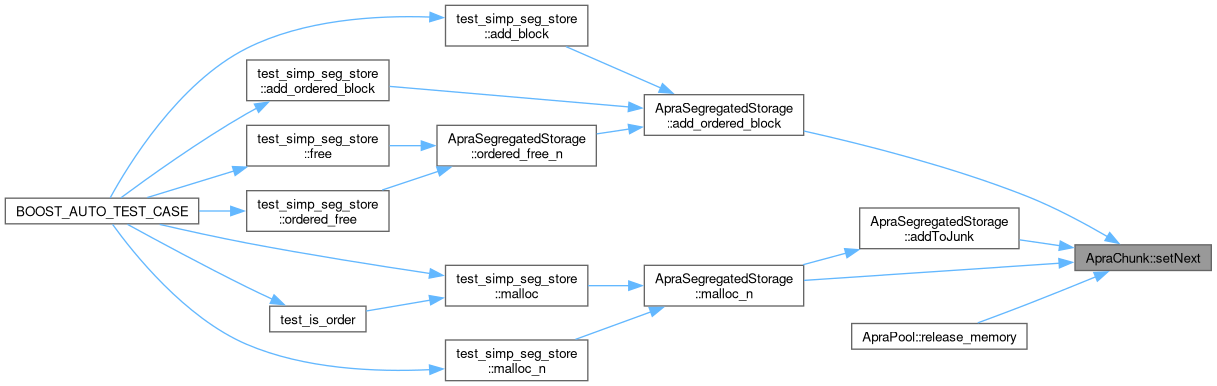 test_simp_seg_store
::add_block
test_simp_seg_store
::add_ordered_block
ApraSegregatedStorage
::add_ordered_block
test_simp_seg_store
::free
ApraSegregatedStorage
::ordered_free_n
BOOST_AUTO_TEST_CASE
test_simp_seg_store
::ordered_free
ApraSegregatedStorage
::addToJunk
ApraChunk::setNext
test_simp_seg_store
::malloc
ApraSegregatedStorage
::malloc_n
test_is_order
ApraPool::release_memory
test_simp_seg_store
::malloc_n